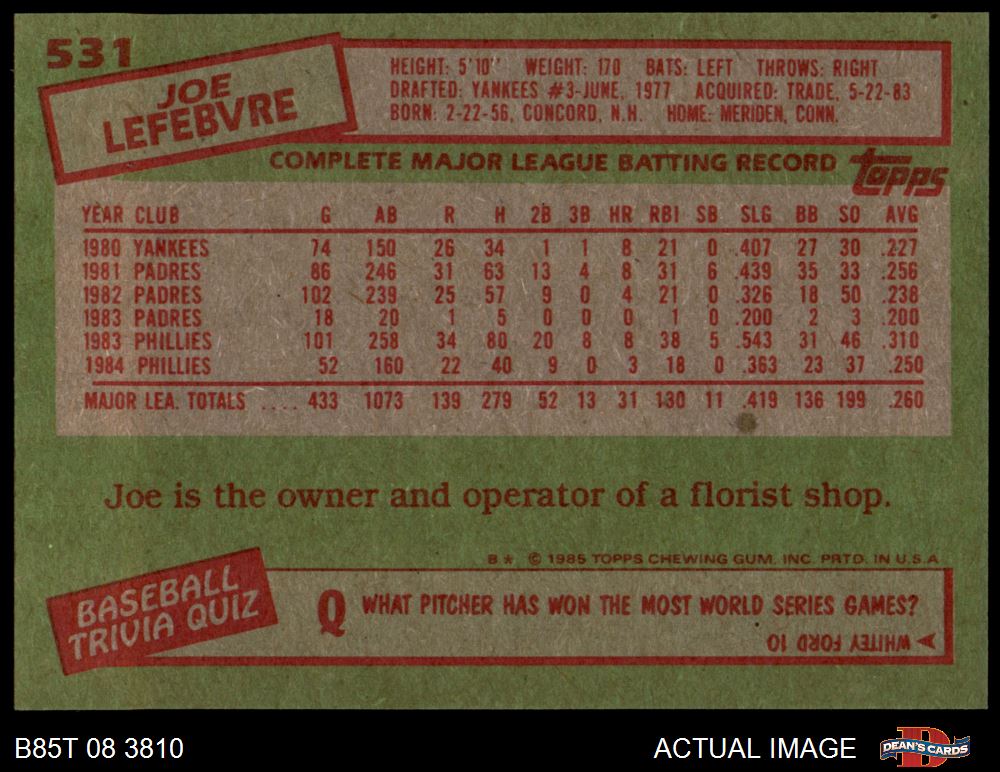 531
JOE
LEFEBVRE
HEIGHT: 5'10" WEIGHT: 170 BATS: LEFT THROWS: RIGHT
DRAFTED: YANKEES #3-JUNE, 1977 ACQUIRED: TRADE, 5-22-83
BORN: 2-22-56, CONCORD, N.H. HOME: MERIDEN, CONN.
COMPLETE MAJOR LEAGUE BATTING RECORD
topps
YEAR CLUB G AB R H 2B 3B HR RBI SB SLG BB SO AVG
1980 YANKEES 74 150 26 34 1 1 8 21 0 .407 27 30 .227
1981 PADRES 86 246 31 63 13 4 8 31 6 .439 35 33 .256
1982 PADRES 102 239 25 57 9 0 4 21 0 .326 18 50 .238
1983 PADRES 18 20 1 5 0 0 0 1 0 .200 2 3 .200
1983 PHILLIES 101 258 34 80 20 8 8 38 5 .543 31 46 .310
1984 PHILLIES 52 160 22 40 9 0 3 18 0 .363 23 37 .250
MAJOR LEA. TOTALS .... 433 1073 139 279 52 13 31 130 11 .419 136 199 .260
Joe is the owner and operator of a florist shop.
B* © 1985 TOPPS CHEWING GUM, INC. PRTD. IN U.S.A
BASEBALL
TRIVIA QUIZ
Q WHAT PITCHER HAS WON THE MOST WORLD SERIES GAMES?
WHITEY FORD 10
B85T 08 3810
ACTUAL IMAGE
D
DEAN'S CARDS